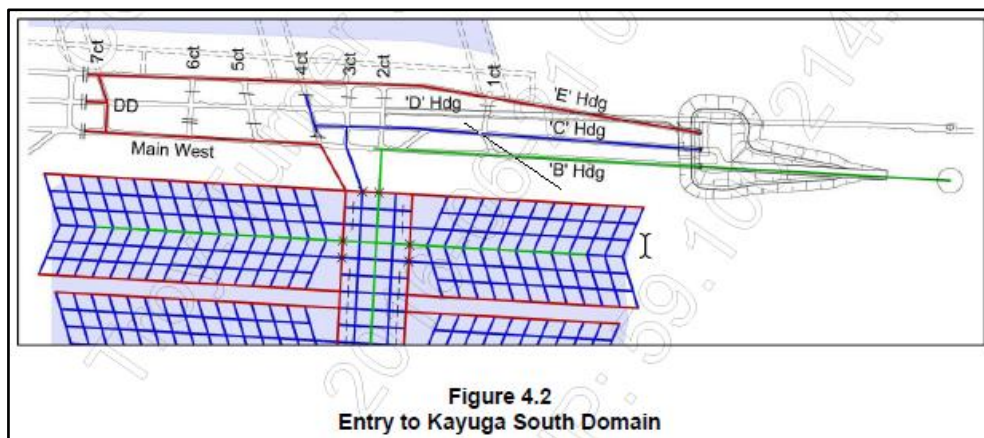 7ct
6ct
5ct
4ct
3ct
2ct
1ct
'E' Hdg
'D' Hdg
'C' Hdg
DD
Main West
'B' Hdg
Figure 4.2
Entry to Kayuga South Domain